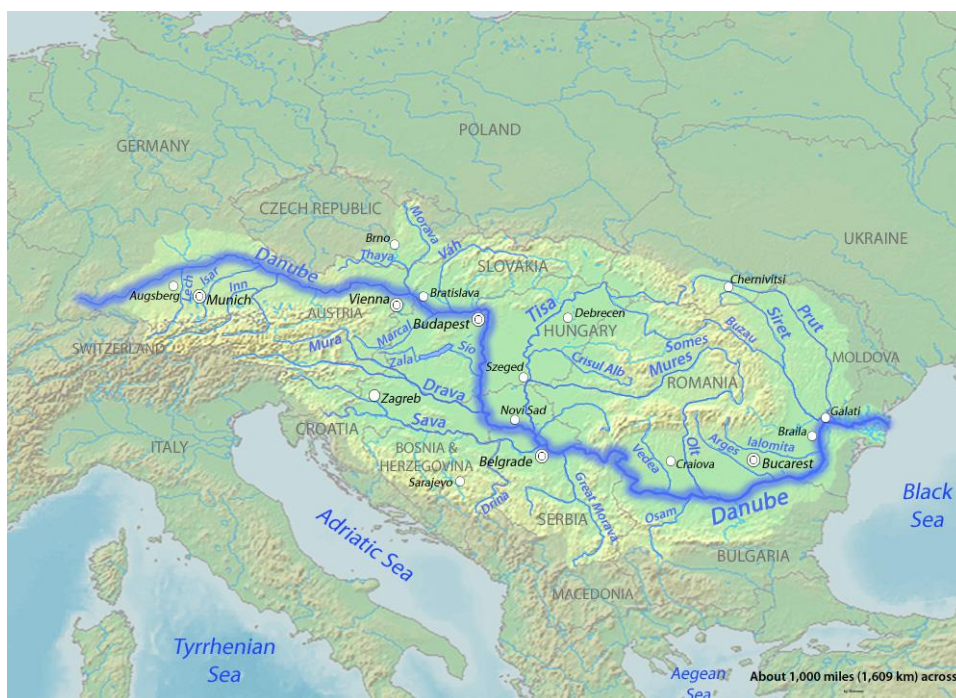 POLAND
GERMANY
CZECH REPUBLIC
Morava
UKRAINE
Brno
Thaya
Vah
SLOVAKIA
Danube
Chernivitsi
Augsberg
Lech
Isar
Inn
Munich
Vienna
Bratislava
AUSTRIA
Budapest
Tisa
Debrecen
HUNGARY
Siret
Prut
Buzau
SWITZERLAND
Mura
Marcal
Zala
Sio
Somes
Mures
Crisul Alb
MOLDOVA
Szeged
ROMANIA
Drava
Zagreb
Sava
Novi Sad
Galati
Braila
CROATIA
ITALY
BOSNIA &
HERZEGOVINA
Belgrade
Vedea
Olt
Arges
Ialomita
Craiova
Bucarest
Sarajevo
Drina
Great Morava
Danube
Black
Sea
Adriatic Sea
SERBIA
Osam
BULGARIA
MACEDONIA
Tyrrhenian
Sea
Aegean
Sea
About 1,000 miles (1,609 km) across